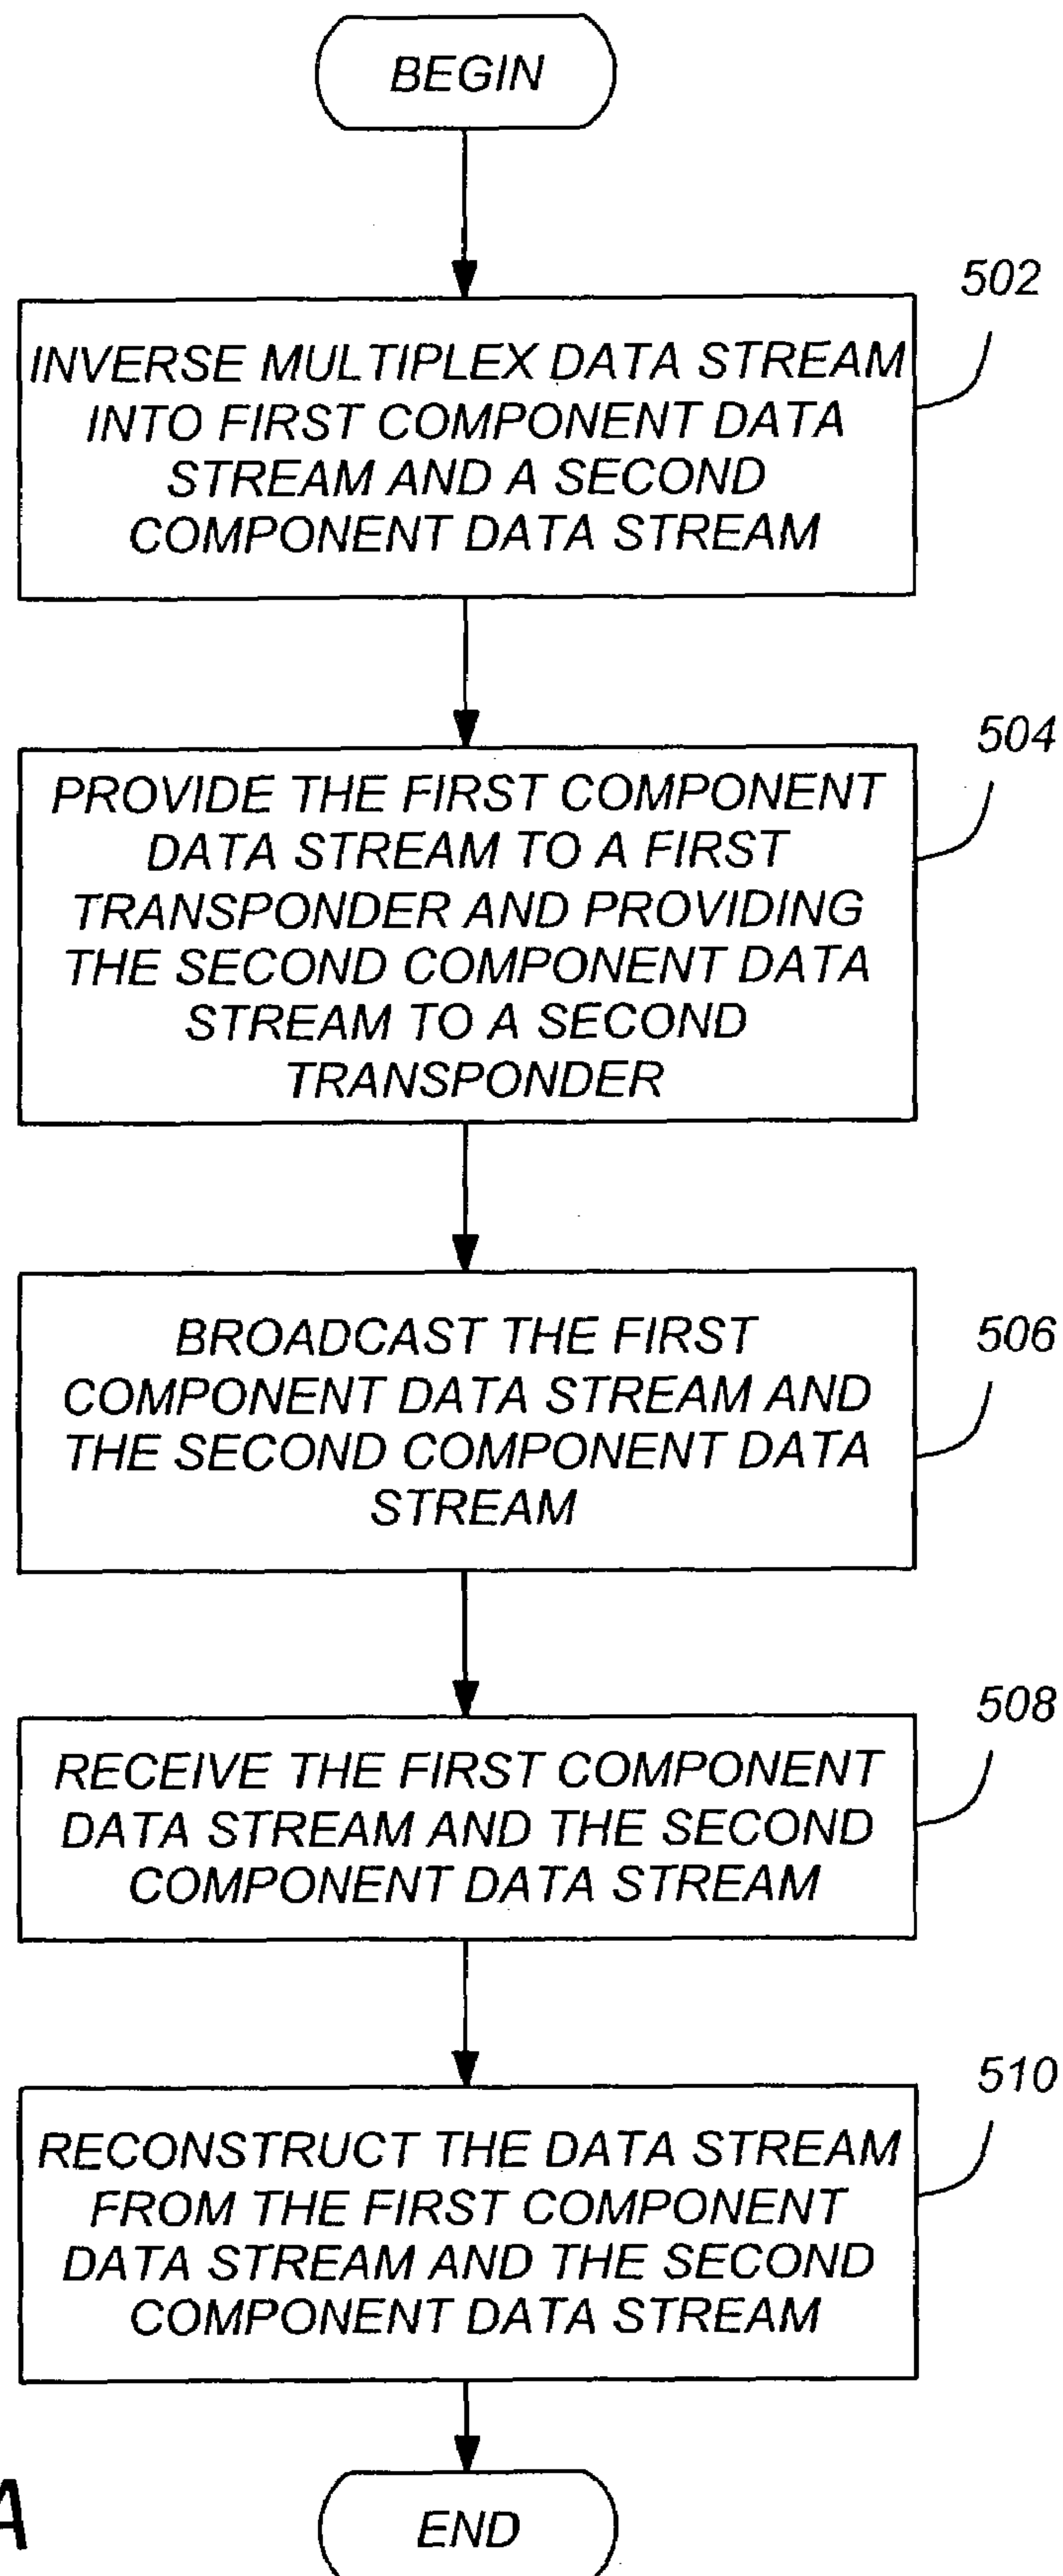 BEGIN
502
INVERSE MULTIPLEX DATA STREAM
INTO FIRST COMPONENT DATA
STREAM AND A SECOND
COMPONENT DATA STREAM
504
PROVIDE THE FIRST COMPONENT
DATA STREAM TO A FIRST
TRANSPONDER AND PROVIDING
THE SECOND COMPONENT DATA
STREAM TO A SECOND
TRANSPONDER
506
BROADCAST THE FIRST
COMPONENT DATA STREAM AND
THE SECOND COMPONENT DATA
STREAM
508
RECEIVE THE FIRST COMPONENT
DATA STREAM AND THE SECOND
COMPONENT DATA STREAM
510
RECONSTRUCT THE DATA STREAM
FROM THE FIRST COMPONENT
DATA STREAM AND THE SECOND
COMPONENT DATA STREAM
A
END